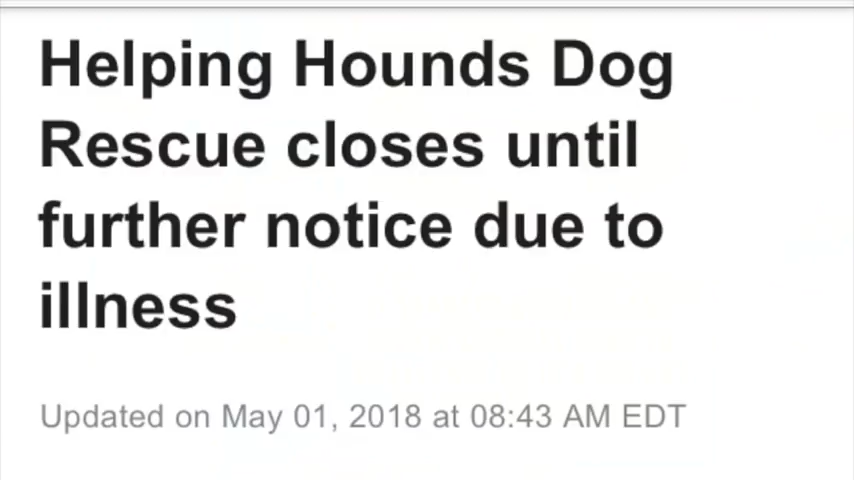 Helping Hounds Dog
Rescue closes until
further notice due to
illness
Updated on May 01, 2018 at 08:43 AM EDT